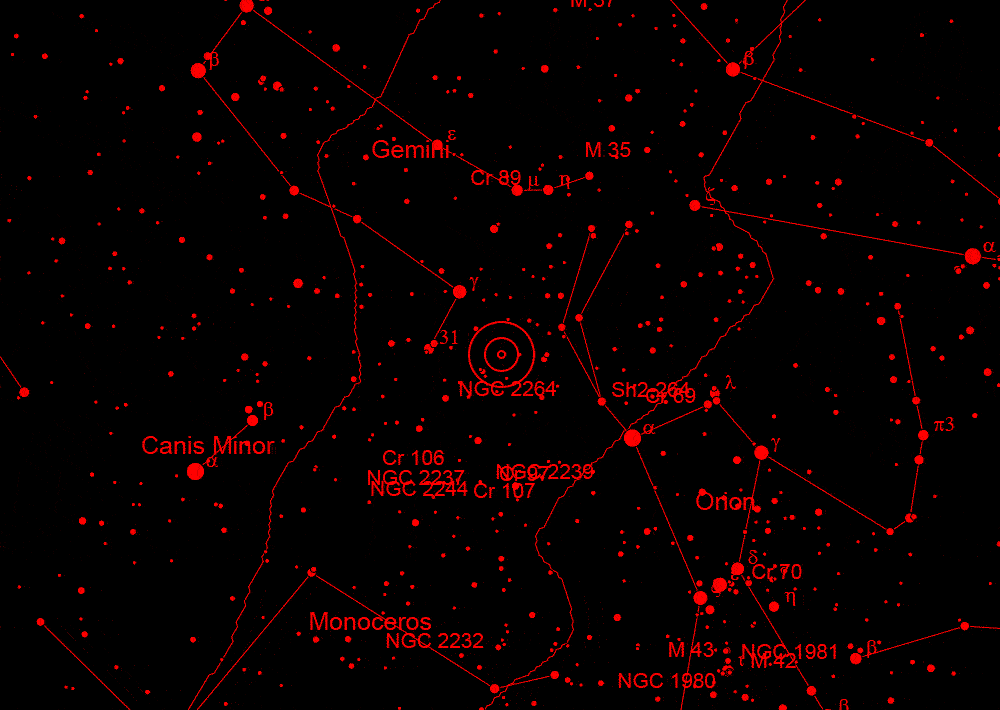 M 37
β
β
ε
Gemini
M 35
Cr 89
μ
η
ξ
α
γ
31
NGC 2264
Sh2 264
Cr 69
λ
β
α
π3
Canis Minor
γ
α
Cr 106
NGC 2237
NGC 2239
NGC 2244
Cr 107
Orion
δ
Cr 70
ε
η
Monoceros
NGC 2232
M 43
NGC 1981
β
ι
M 42
NGC 1980
β